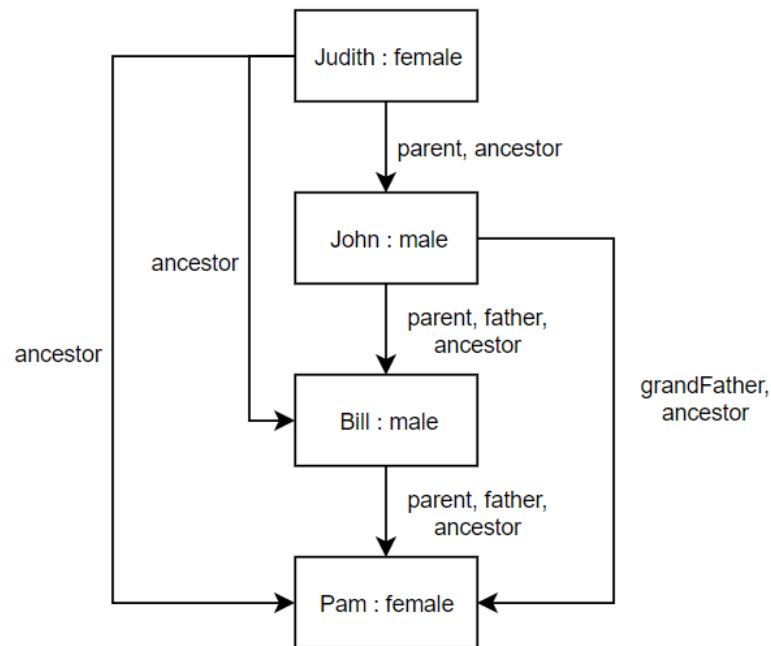 Judith : female
parent, ancestor
John : male
ancestor
parent, father,
ancestor
ancestor
grandFather,
ancestor
Bill : male
parent, father,
ancestor
Pam : female